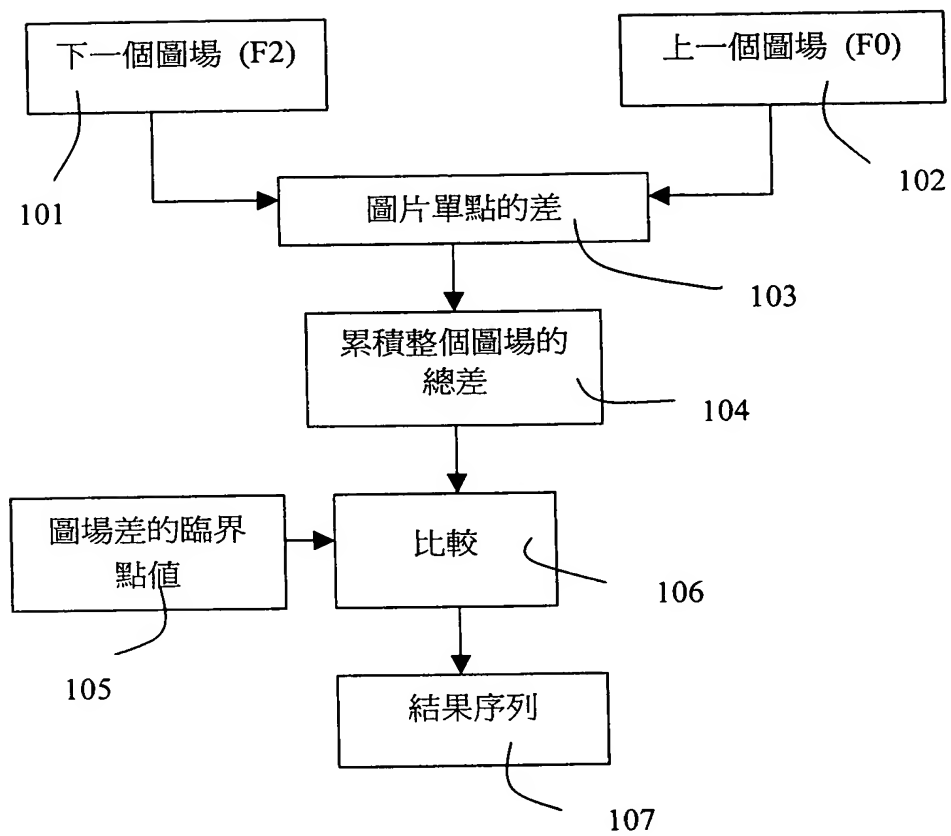 下一個圖場 (F2)
上一個圖場 (F0)
101
102
圖片單點的差
103
累積整個圖場的
總差
104
圖場差的臨界
點值
比較
106
105
結果序列
107